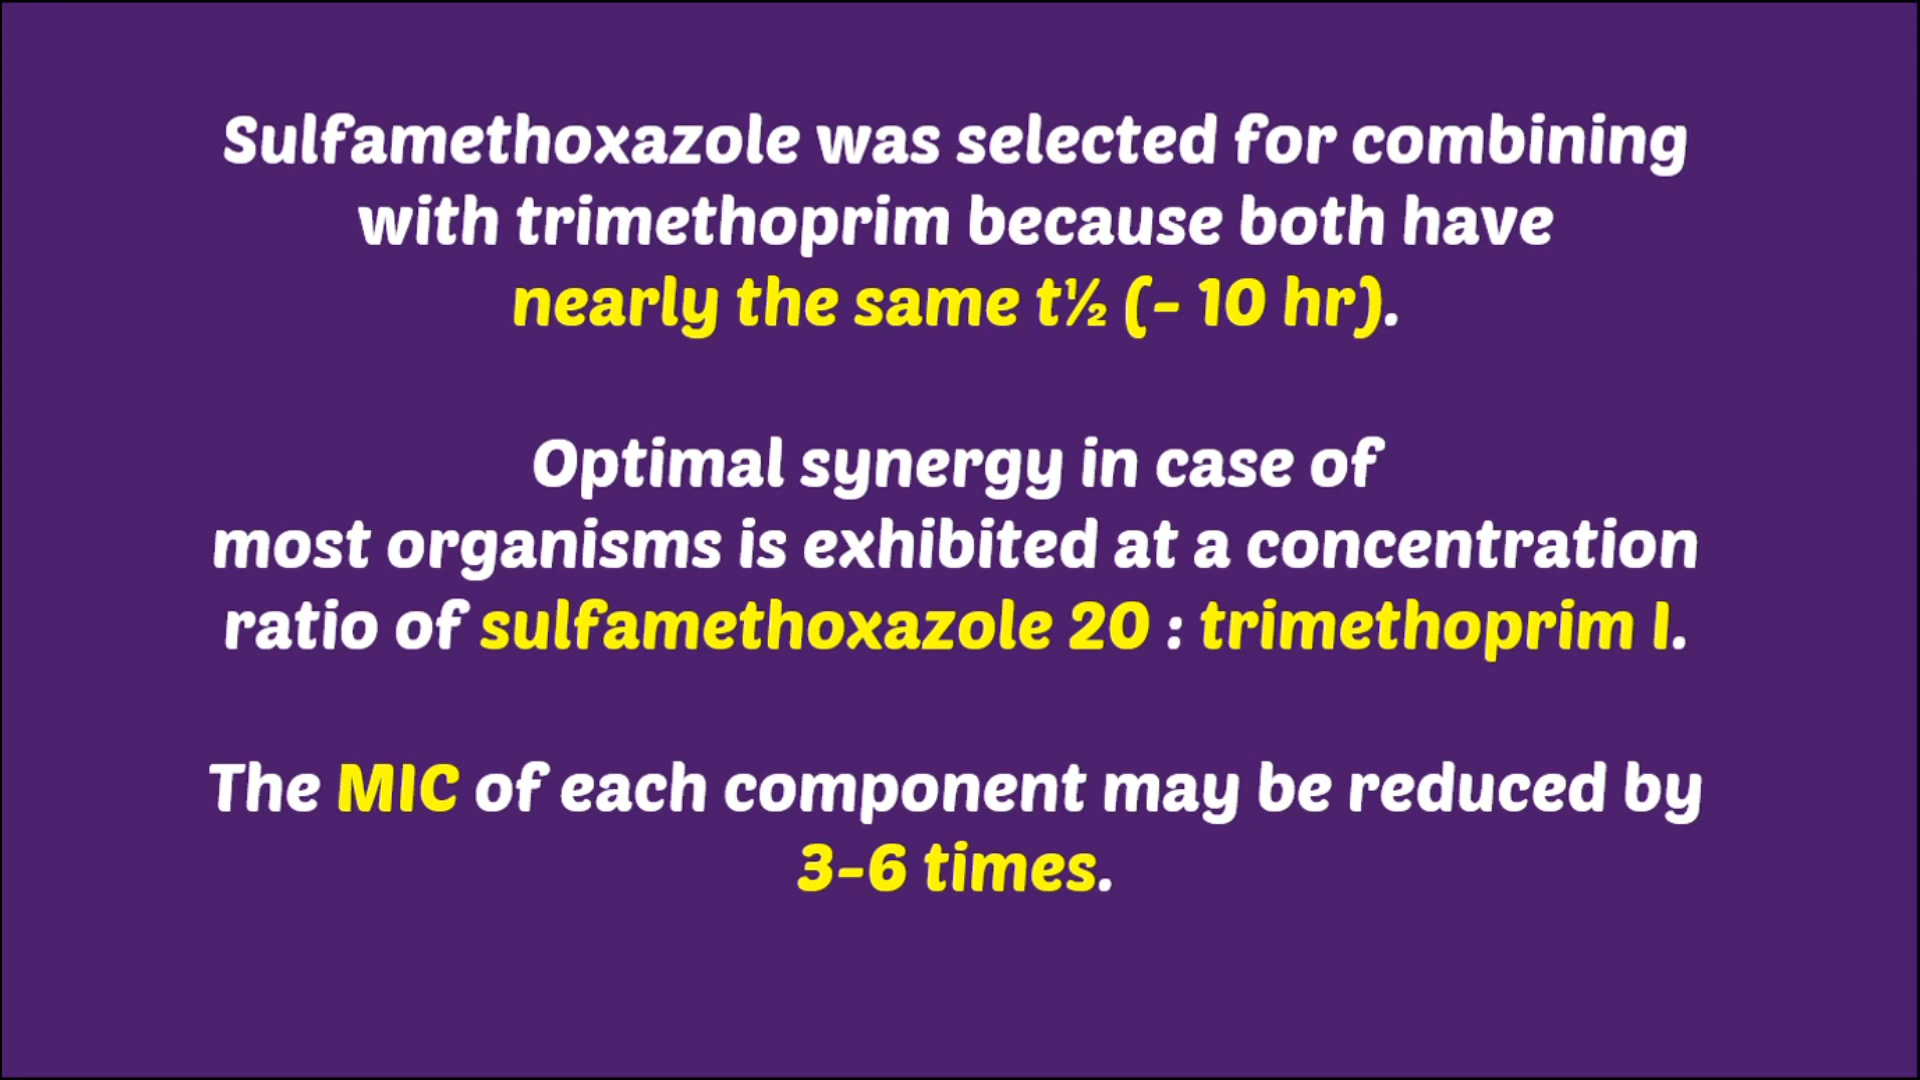 Sulfamethoxazole was selected for combining
with trimethoprim because both have
nearly the same t½ (- 10 hr).
Optimal synergy in case of
most organisms is exhibited at a concentration
ratio of sulfamethoxazole 20 : trimethoprim I.
The MIC of each component may be reduced by
3-6 times.